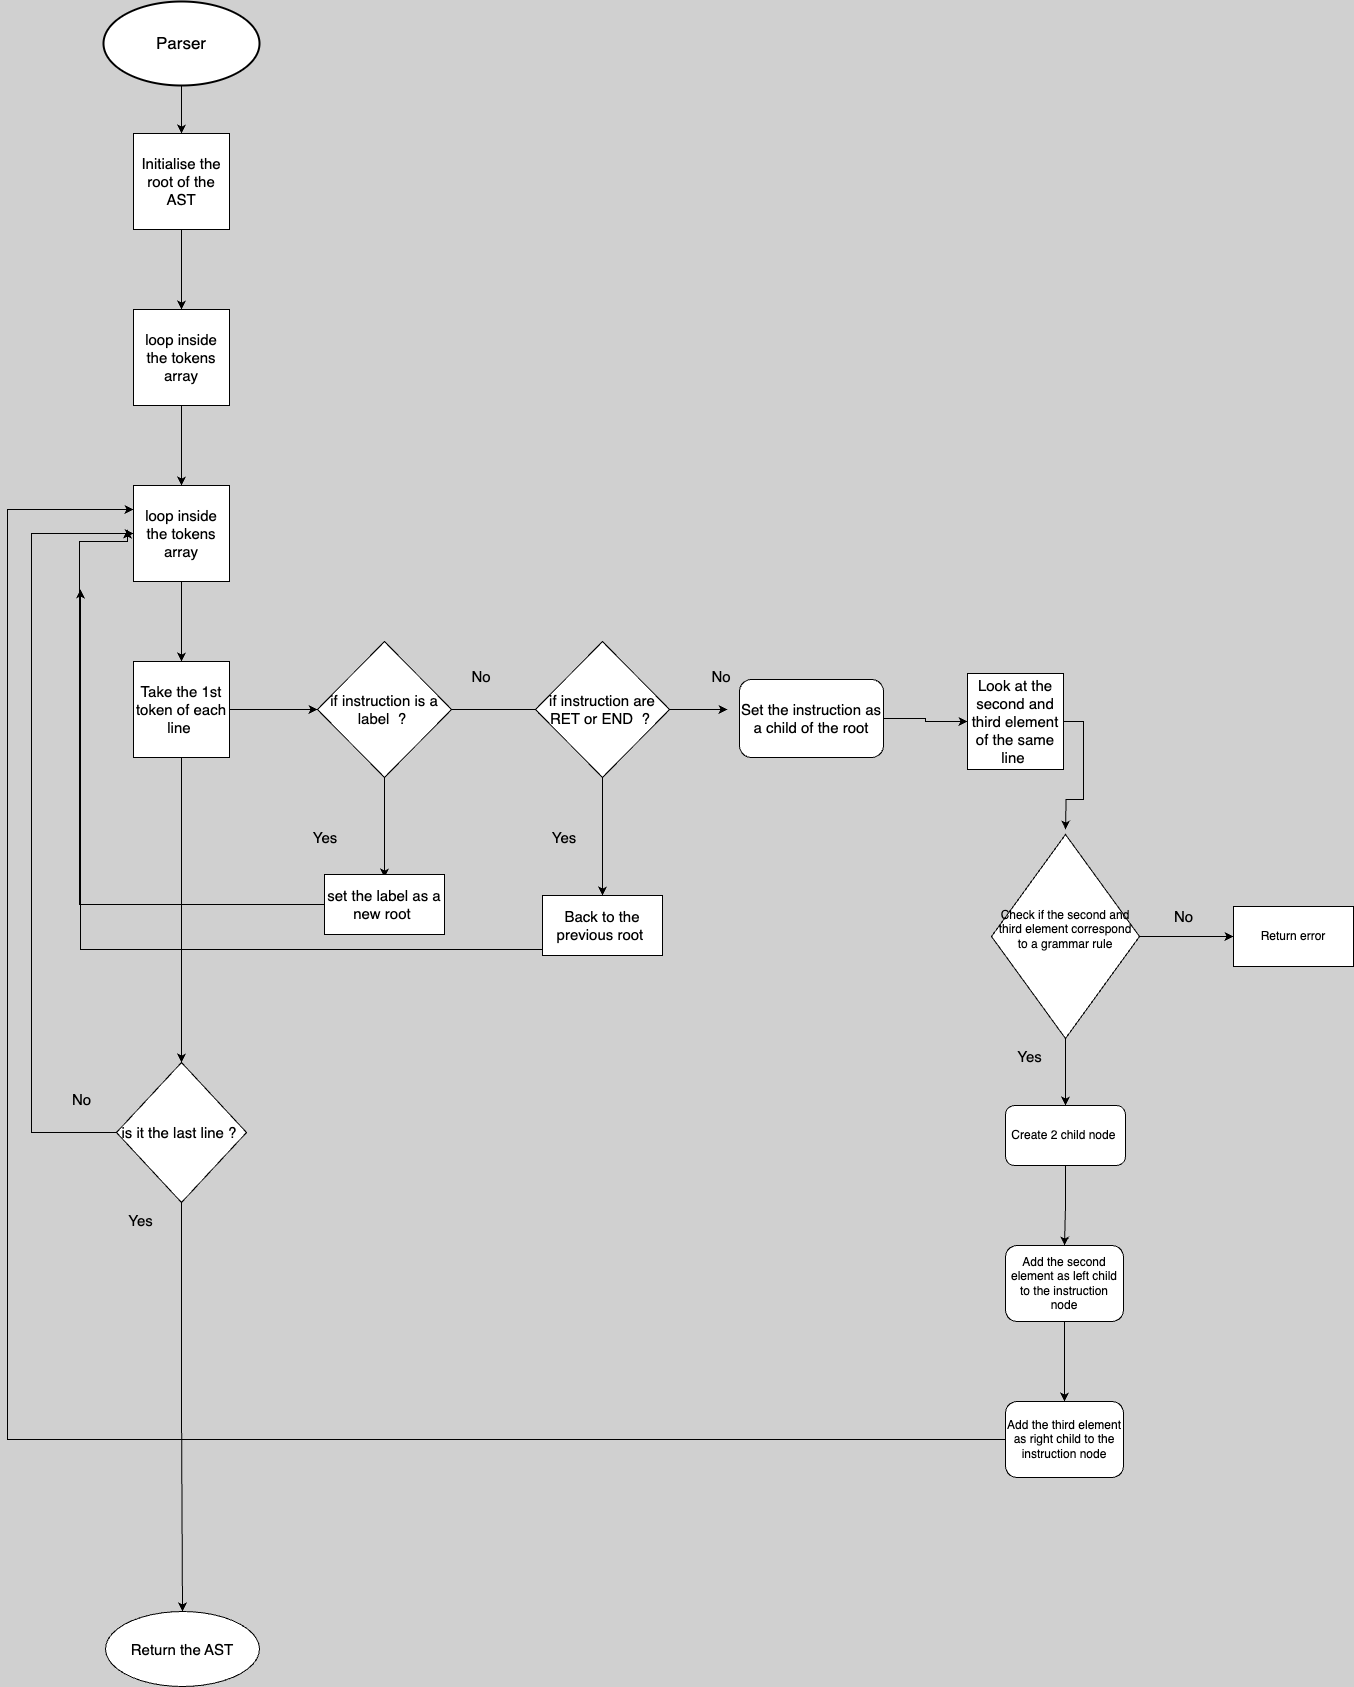 Parser
Initialise the
root of the
AST
loop inside
the tokens
array
loop inside
the tokens
array
Take the 1st
token of each
line
if instruction is a
label ?
No
if instruction are
RET or END ?
No
Set the instruction as
a child of the root
Look at the
second and
third element
of the same
line
Yes
Yes
set the label as a
new root
Back to the
previous root
Check if the second and
third element correspond
to a grammar rule
No
Return error
Yes
No
is it the last line ?
Create 2 child node
Yes
Add the second
element as left child
to the instruction
node
Add the third element
as right child to the
instruction node
Return the AST